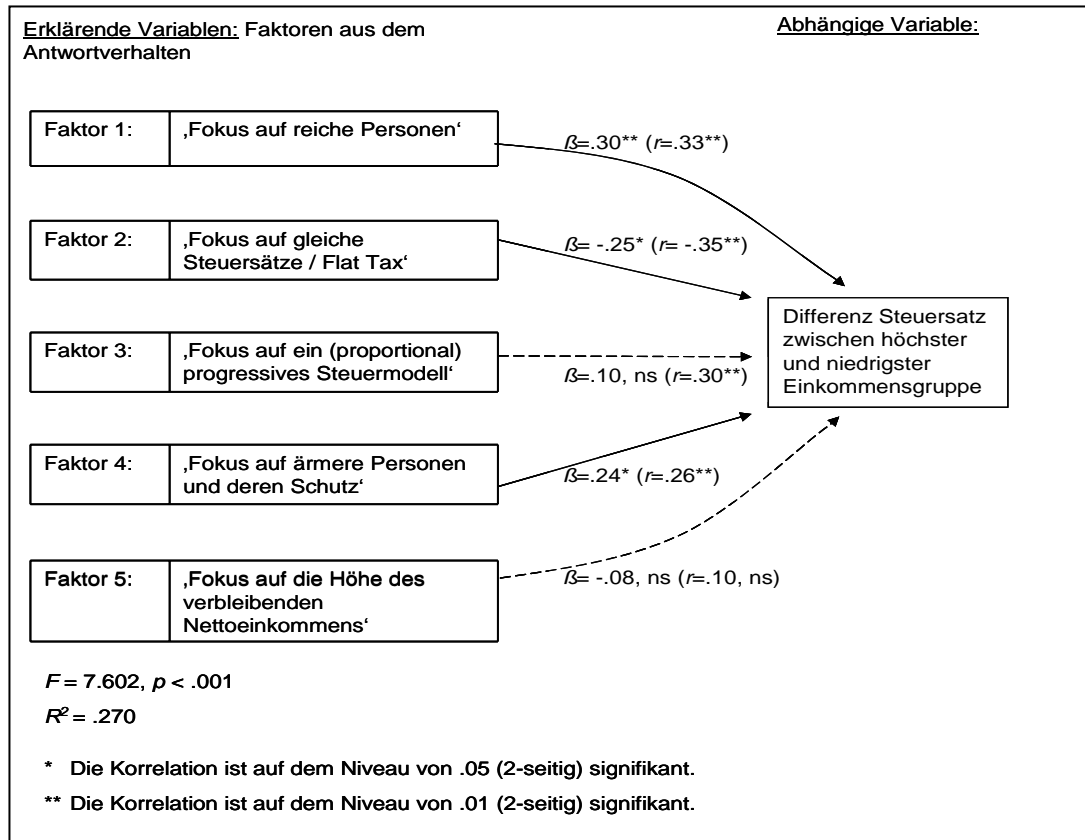 Erklärende Variablen: Faktoren aus dem
Antwortverhalten
Abhängige Variable:
Faktor 1:
‚Fokus auf reiche Personen‘
ß=.30** (r=.33**)
Faktor 2:
‚Fokus auf gleiche
Steuersätze / Flat Tax‘
ß= -.25* (r= -.35**)
Differenz Steuersatz
zwischen höchster
und niedrigster
Einkommensgruppe
Faktor 3:
‚Fokus auf ein (proportional)
progressives Steuermodell‘
ß=.10, ns (r=.30**)
Faktor 4:
‚Fokus auf ärmere Personen
und deren Schutz‘
ß=.24* (r=.26**)
Faktor 5:
‚Fokus auf die Höhe des
verbleibenden
Nettoeinkommens‘
ß= -.08, ns (r=.10, ns)
F = 7.602, p < .001
R² = .270
* Die Korrelation ist auf dem Niveau von .05 (2-seitig) signifikant.
** Die Korrelation ist auf dem Niveau von .01 (2-seitig) signifikant.